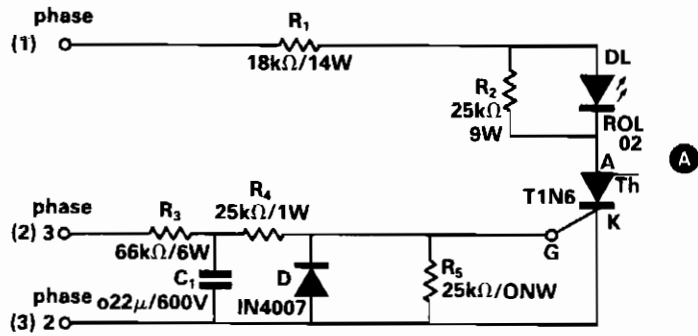 phase
(1)
R1
18kΩ/14W
R2
25kΩ
9W
DL
ROL
02
A
A
Th
T1N6
K
G
phase
(2) 3
R3
66kΩ/6W
R4
25kΩ/1W
C1
o22μ/600V
D
IN4007
R5
25kΩ/ONW
phase
(3) 2